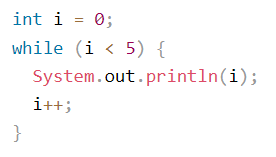 int i = 0;
while (i < 5) {
  System.out.println(i);
  i++;
}